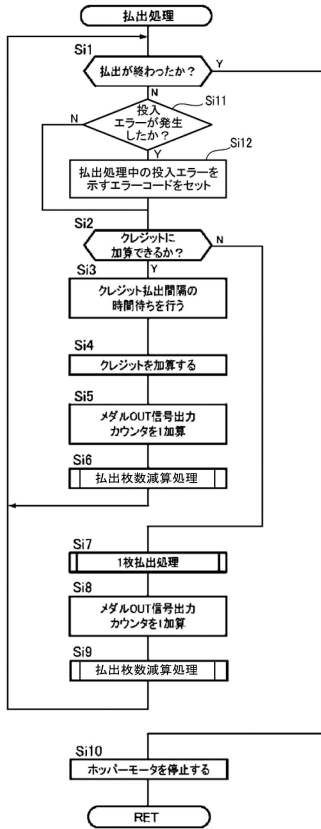 払出処理
Si1
払出が終わったか?
Y
N
Si11
投入
エラーが発生
したか?
N
Y
Si12
払出処理中の投入エラーを
示すエラーコードをセット
Si2
クレジットに
加算できるか?
N
Y
Si3
クレジット払出間隔の
時間待ちを行う
Si4
クレジットを加算する
Si5
メダルOUT信号出力
カウンタを1加算
Si6
払出枚数減算処理
Si7
1枚払出処理
Si8
メダルOUT信号出力
カウンタを1加算
Si9
払出枚数減算処理
Si10
ホッパーモータを停止する
RET